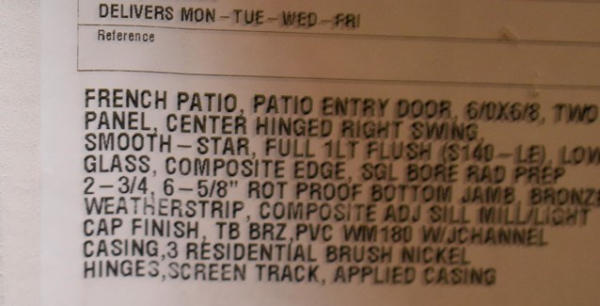 DELIVERS MON-TUE-WED-FRI
Reference
FRENCH PATIO, PATIO ENTRY DOOR, 6/0X6/8, TWO
PANEL, CENTER HINGED RIGHT SWING,
SMOOTH-STAR, FULL 1LT FLUSH (S140-LE), LOW
GLASS, COMPOSITE EDGE, SGL BORE RAD PREP
2-3/4, 6-5/8" ROT PROOF BOTTOM JAMB, BRONZE
WEATHERSTRIP, COMPOSITE ADJ SILL MILL/LIGHT
CAP FINISH, TB BRZ,PVC WM180 W/JCHANNEL
CASING,3 RESIDENTIAL BRUSH NICKEL
HINGES,SCREEN TRACK, APPLIED CASING